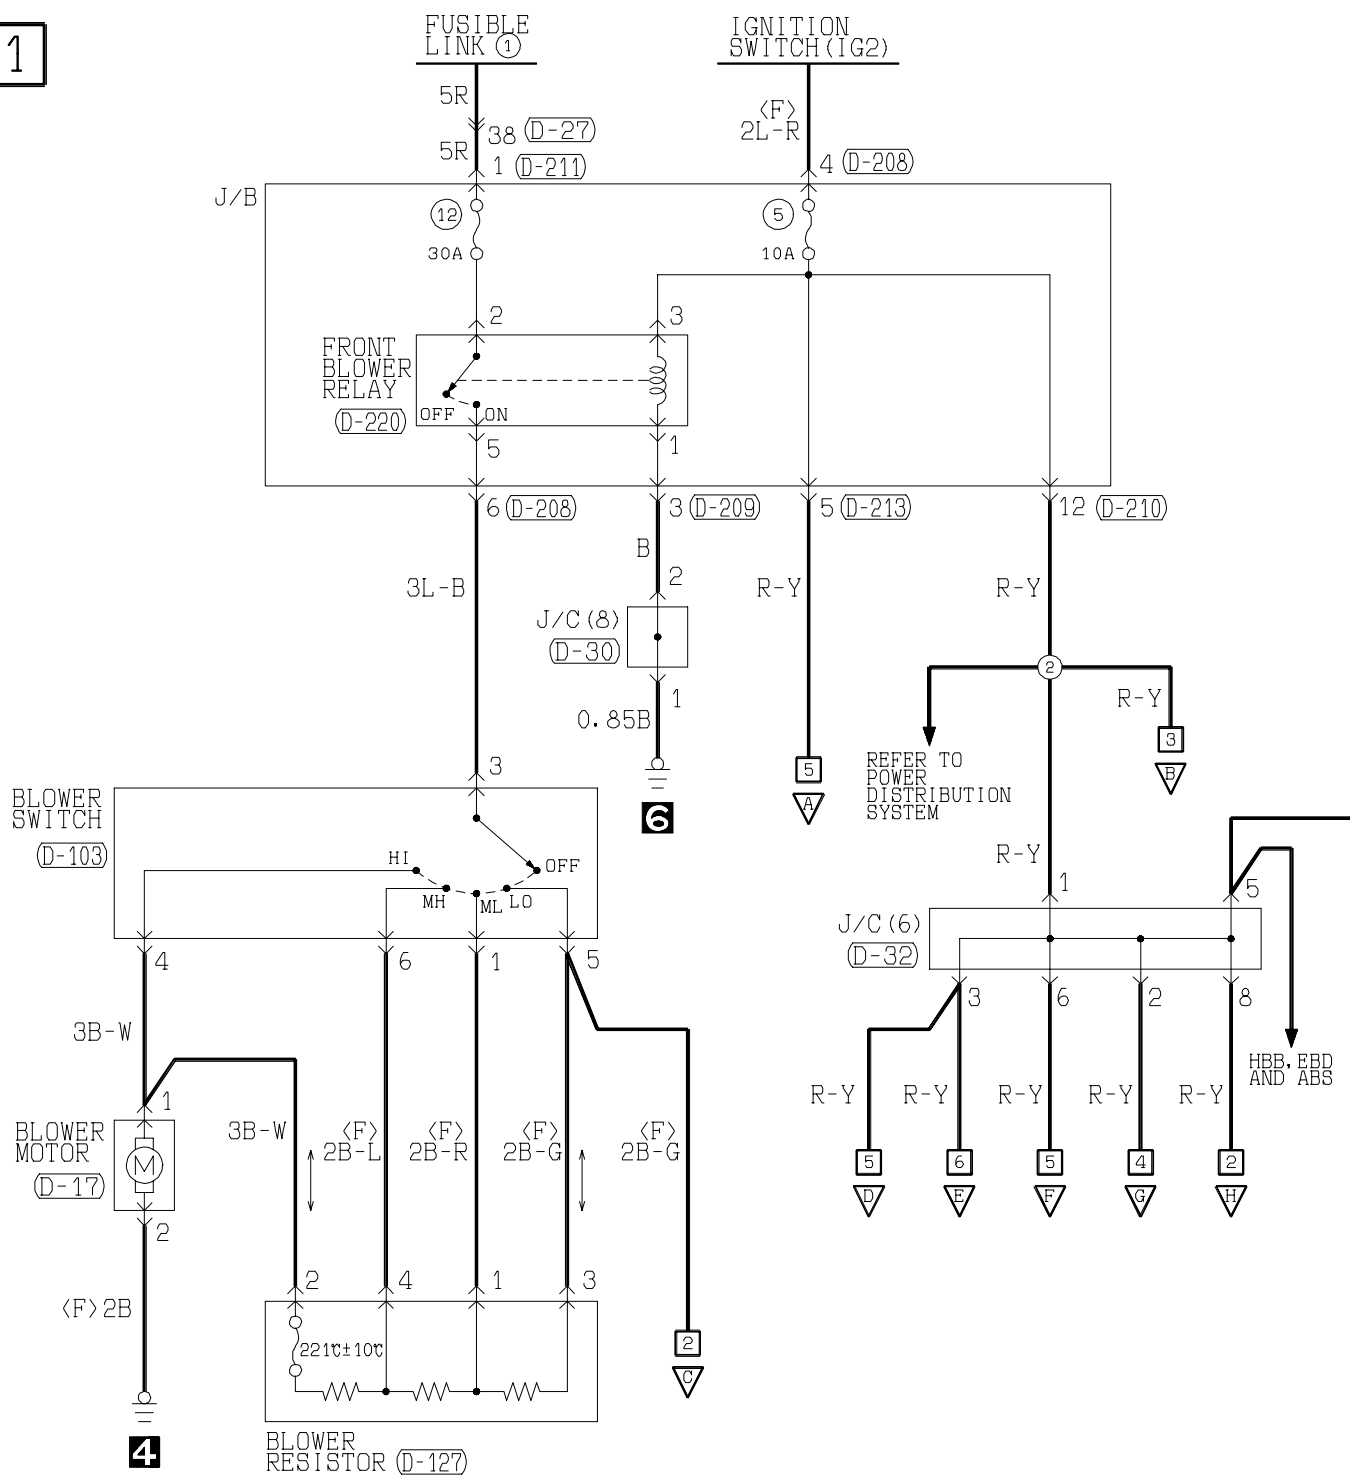 1
FUSIBLE
LINK ①
IGNITION
SWITCH(IG2)
5R
<F>
2L-R
38 (D-27)
5R
1 (D-211)
4 (D-208)
J/B
12
5
30A
10A
2
3
FRONT
BLOWER
RELAY
(D-220)
OFF
ON
5
1
6 (D-208)
3 (D-209)
5 (D-213)
12 (D-210)
B
2
3L-B
R-Y
R-Y
J/C(8)
(D-30)
2
1
R-Y
0.85B
3
B
REFER TO
POWER
DISTRIBUTION
SYSTEM
5
A
6
3
BLOWER
SWITCH
(D-103)
HI
OFF
MH
ML
LO
R-Y
1
5
J/C(6)
(D-32)
4
6
1
5
3
6
2
8
3B-W
HBB,EBD
AND ABS
R-Y
R-Y
R-Y
R-Y
R-Y
1
BLOWER
MOTOR
(D-17)
M
3B-W
<F>
2B-L
<F>
2B-R
<F>
2B-G
<F>
2B-G
5
6
5
4
2
D
E
F
G
H
2
<F>2B
2
4
1
3
221℃±10℃
2
C
4
BLOWER
RESISTOR (D-127)